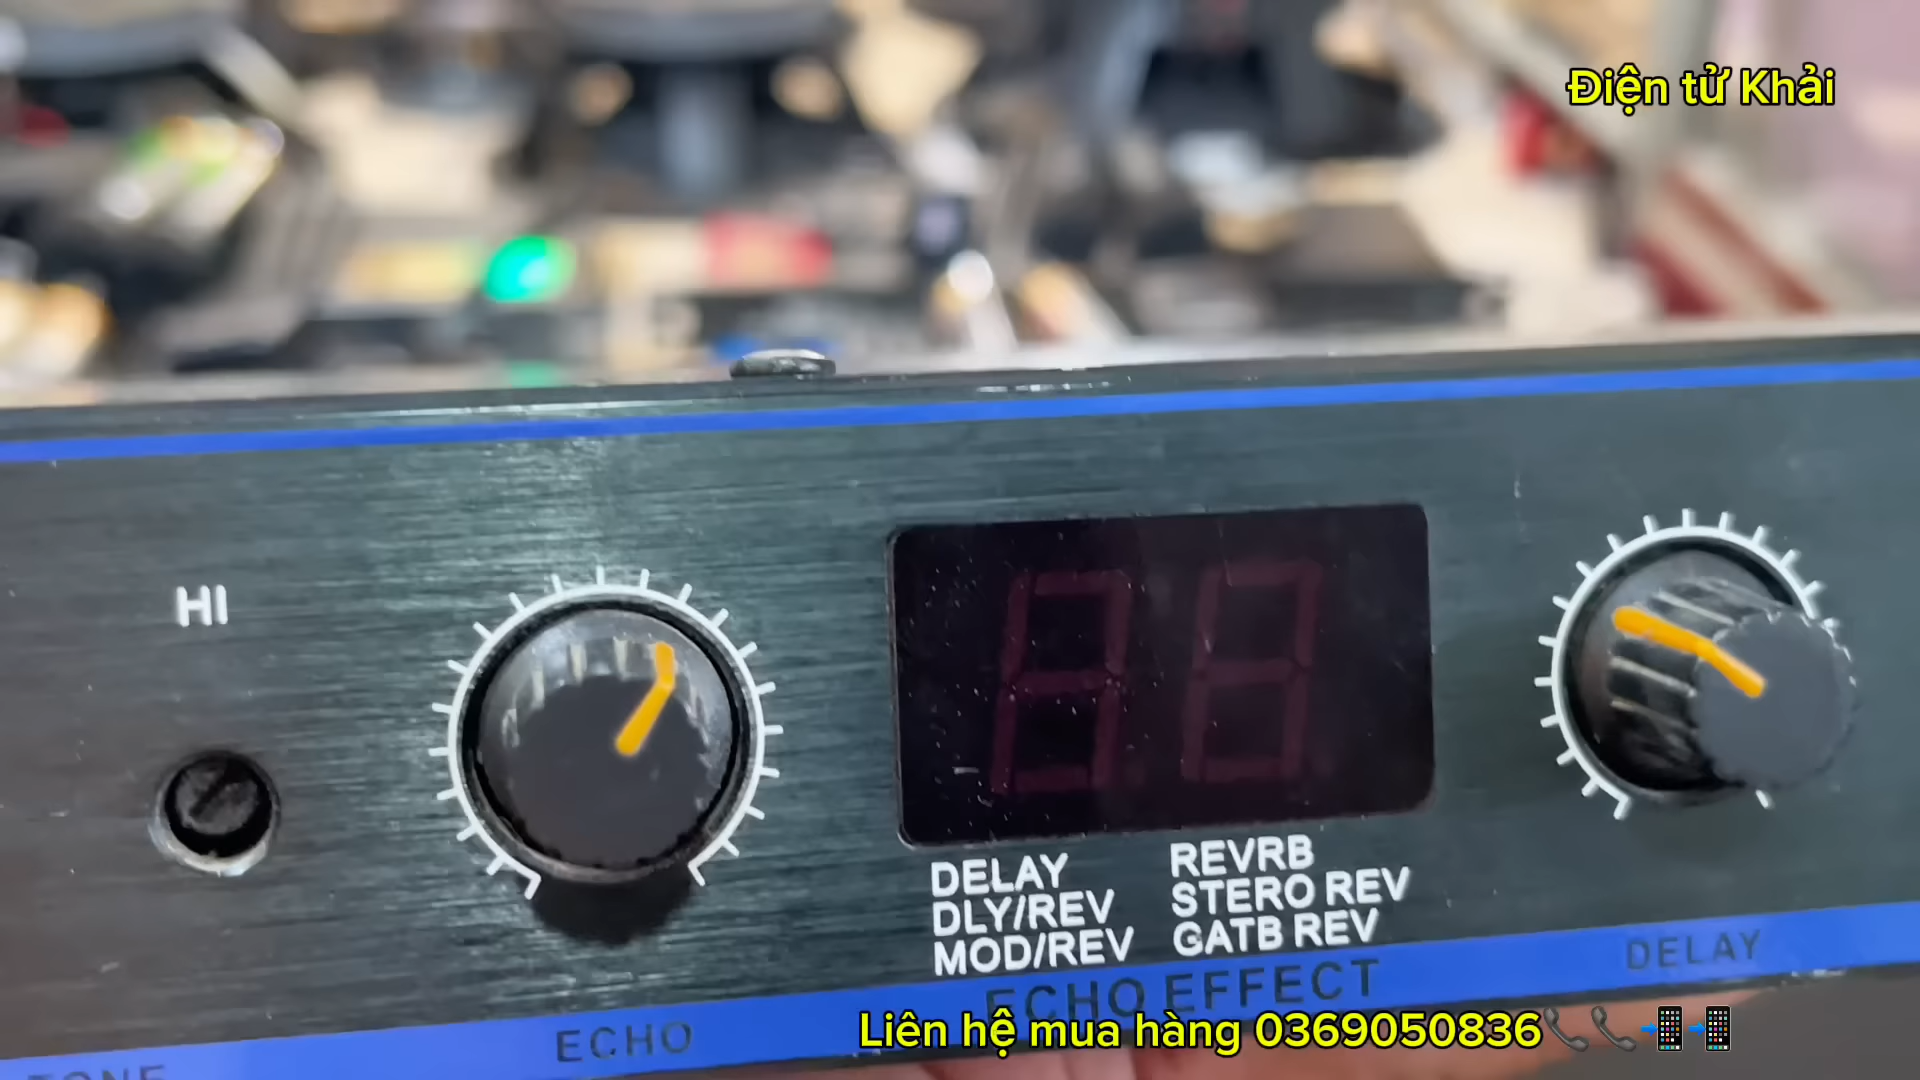 Điện tử Khải
HI
DELAY
DLY/REV
MOD/REV
REVRB
STERO REV
GATB REV
DELAY
ECHO EFFECT
ECHO
TONE
Liên hệ mua hàng 0369050836